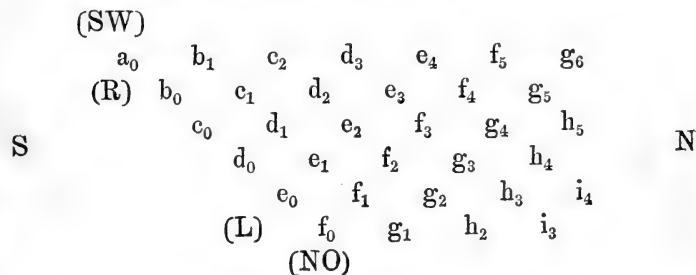 (SW)
a₀ b₁ c₂ d₃ e₄ f₅ g₆
(R) b₀ c₁ d₂ e₃ f₄ g₅
c₀ d₁ e₂ f₃ g₄ h₅
S N
d₀ e₁ f₂ g₃ h₄
e₀ f₁ g₂ h₃ i₄
(L) f₀ g₁ h₂ i₃
(NO)